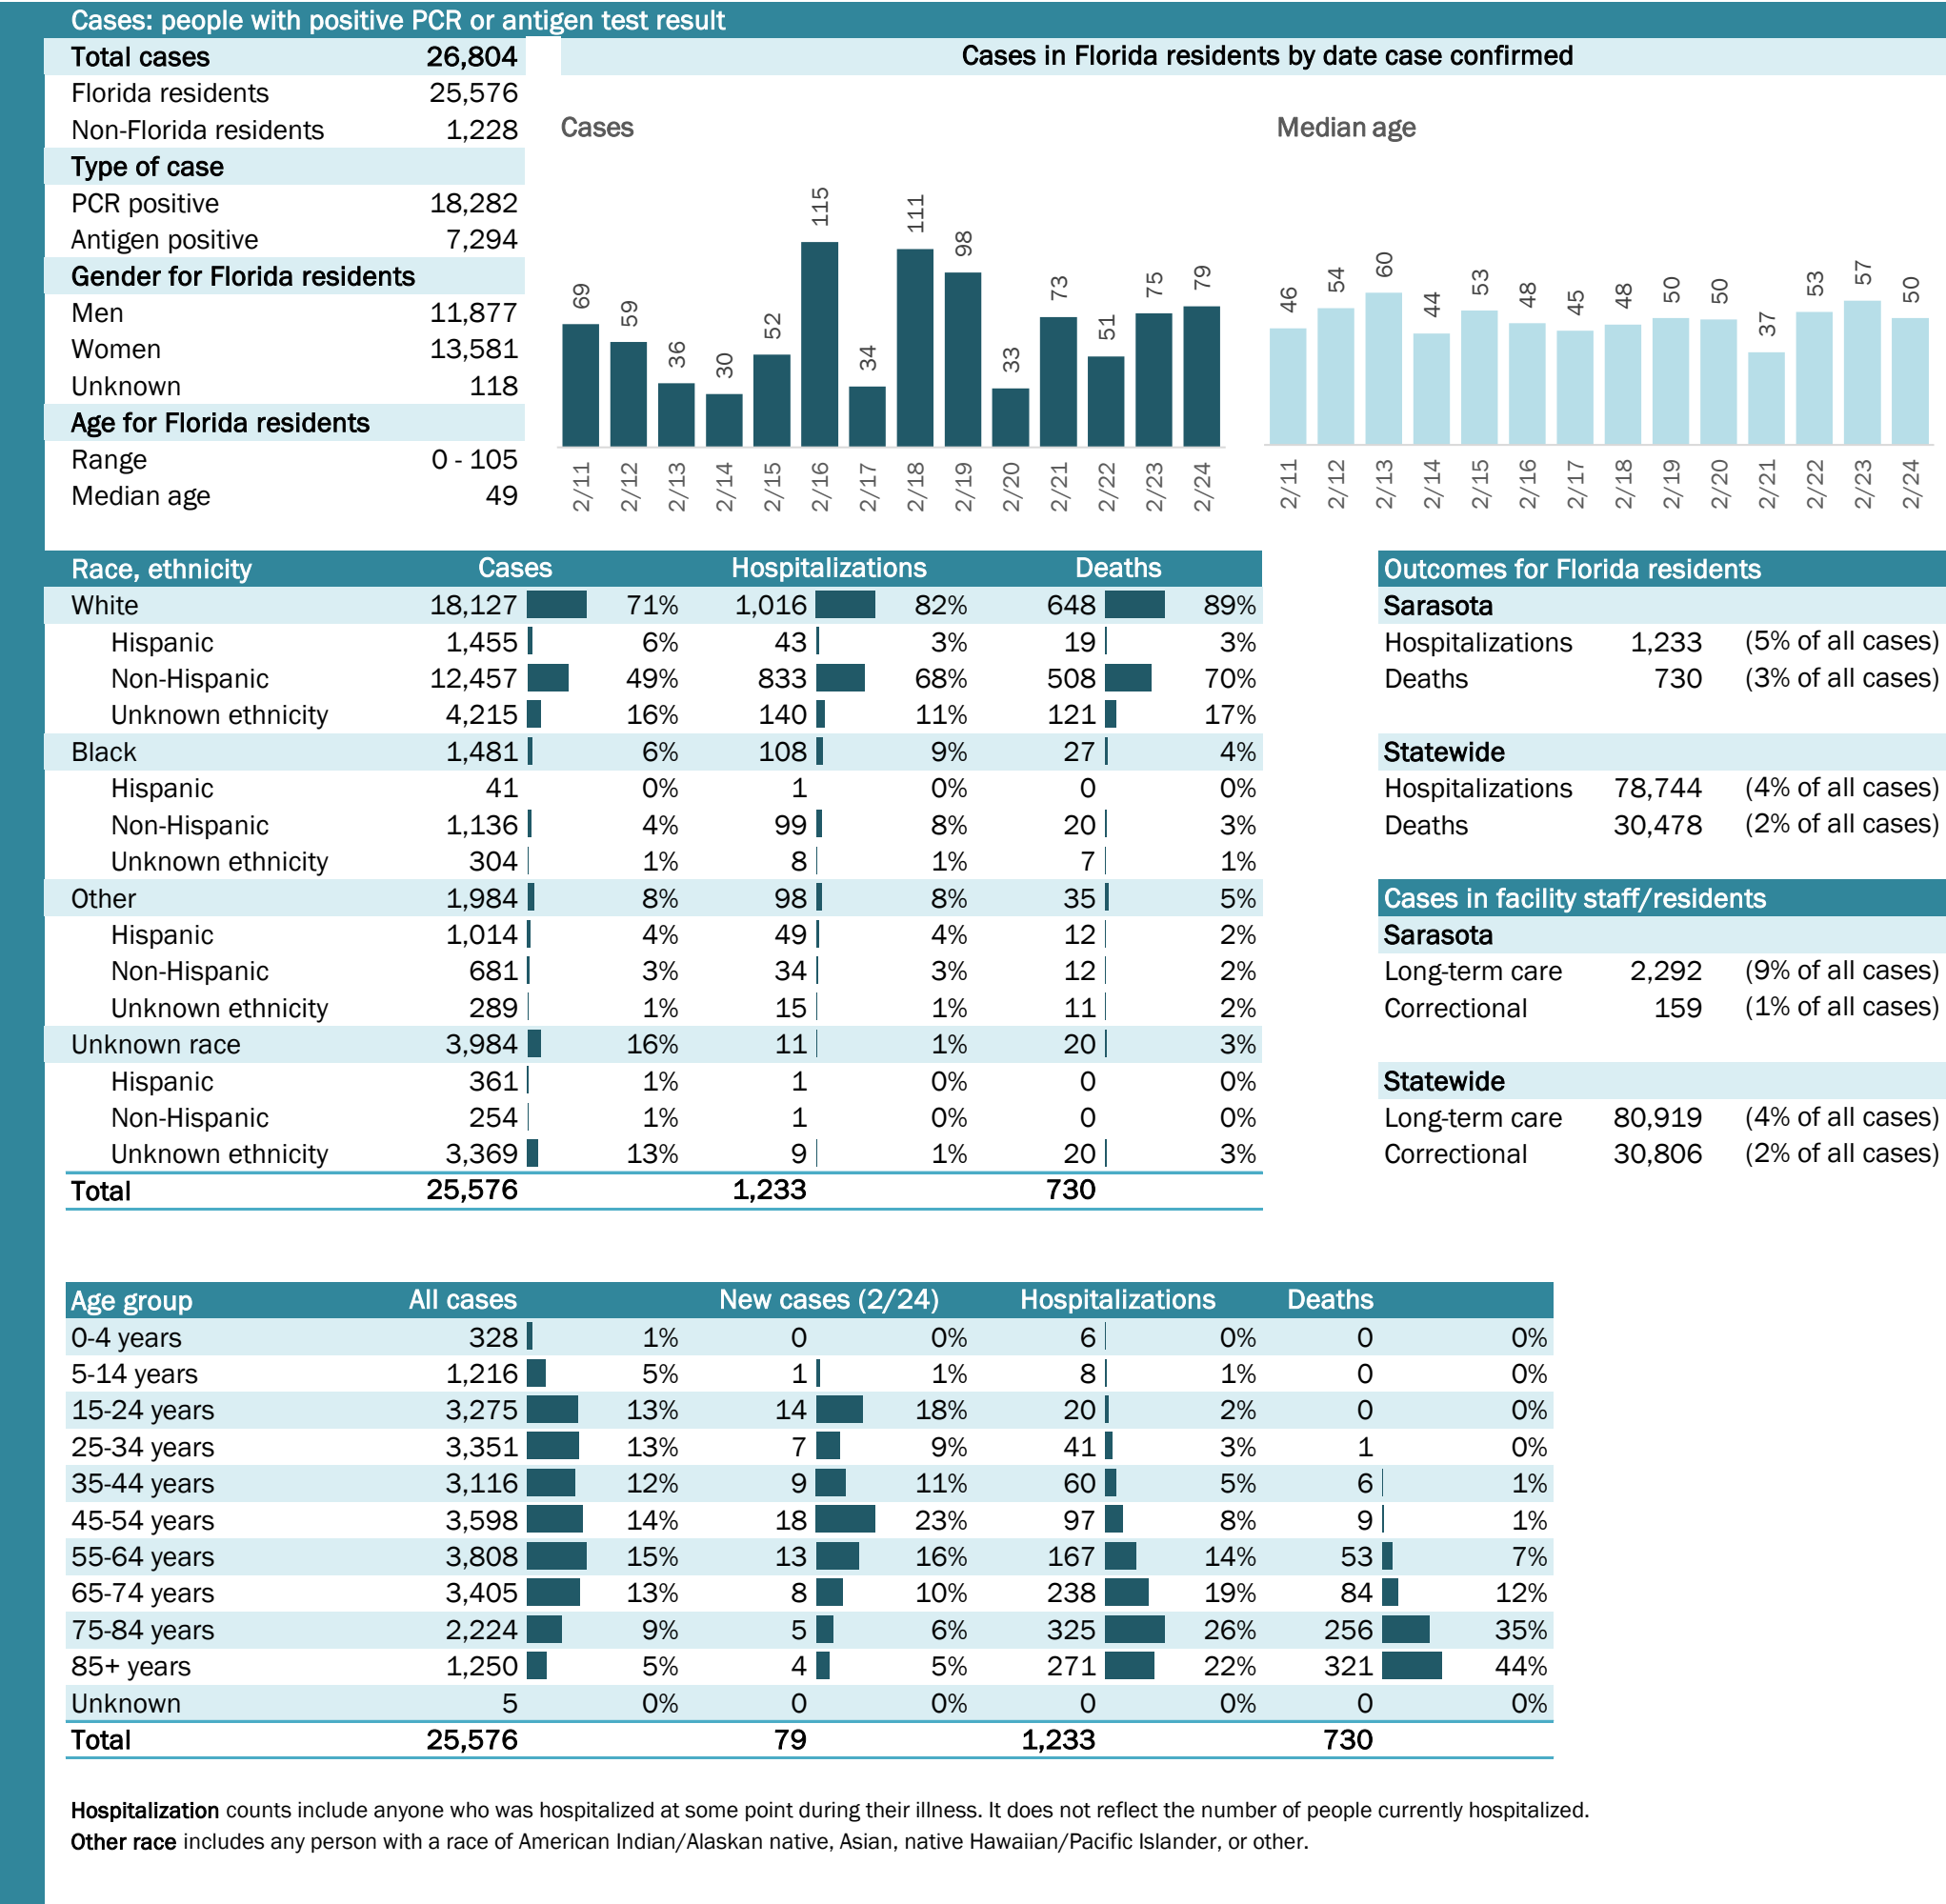 Cases: people with positive PCR or antigen test result
Total cases 26,804
Florida residents 25,576
Non-Florida residents 1,228
Type of case
PCR positive 18,282
Antigen positive 7,294
Gender for Florida residents
Men 11,877
Women 13,581
Unknown 118
Age for Florida residents
Range 0 - 105
Median age 49
Cases in Florida residents by date case confirmed
Cases
69 59 36 30 52 115 34 111 98 33 73 51 75 79
2/11 2/12 2/13 2/14 2/15 2/16 2/17 2/18 2/19 2/20 2/21 2/22 2/23 2/24
Median age
46 54 60 44 53 48 45 48 50 50 37 53 57 50
2/11 2/12 2/13 2/14 2/15 2/16 2/17 2/18 2/19 2/20 2/21 2/22 2/23 2/24
Race, ethnicity Cases Hospitalizations Deaths
White 18,127 71% 1,016 82% 648 89%
Hispanic 1,455 6% 43 3% 19 3%
Non-Hispanic 12,457 49% 833 68% 508 70%
Unknown ethnicity 4,215 16% 140 11% 121 17%
Black 1,481 6% 108 9% 27 4%
Hispanic 41 0% 1 0% 0 0%
Non-Hispanic 1,136 4% 99 8% 20 3%
Unknown ethnicity 304 1% 8 1% 7 1%
Other 1,984 8% 98 8% 35 5%
Hispanic 1,014 4% 49 4% 12 2%
Non-Hispanic 681 3% 34 3% 12 2%
Unknown ethnicity 289 1% 15 1% 11 2%
Unknown race 3,984 16% 11 1% 20 3%
Hispanic 361 1% 1 0% 0 0%
Non-Hispanic 254 1% 1 0% 0 0%
Unknown ethnicity 3,369 13% 9 1% 20 3%
Total 25,576 1,233 730
Outcomes for Florida residents
Sarasota
Hospitalizations 1,233 (5% of all cases)
Deaths 730 (3% of all cases)
Statewide
Hospitalizations 78,744 (4% of all cases)
Deaths 30,478 (2% of all cases)
Cases in facility staff/residents
Sarasota
Long-term care 2,292 (9% of all cases)
Correctional 159 (1% of all cases)
Statewide
Long-term care 80,919 (4% of all cases)
Correctional 30,806 (2% of all cases)
Age group All cases New cases (2/24) Hospitalizations Deaths
0-4 years 328 1% 0 0% 6 0% 0 0%
5-14 years 1,216 5% 1 1% 8 1% 0 0%
15-24 years 3,275 13% 14 18% 20 2% 0 0%
25-34 years 3,351 13% 7 9% 41 3% 1 0%
35-44 years 3,116 12% 9 11% 60 5% 6 1%
45-54 years 3,598 14% 18 23% 97 8% 9 1%
55-64 years 3,808 15% 13 16% 167 14% 53 7%
65-74 years 3,405 13% 8 10% 238 19% 84 12%
75-84 years 2,224 9% 5 6% 325 26% 256 35%
85+ years 1,250 5% 4 5% 271 22% 321 44%
Unknown 5 0% 0 0% 0 0% 0 0%
Total 25,576 79 1,233 730
Hospitalization counts include anyone who was hospitalized at some point during their illness. It does not reflect the number of people currently hospitalized.
Other race includes any person with a race of American Indian/Alaskan native, Asian, native Hawaiian/Pacific Islander, or other.